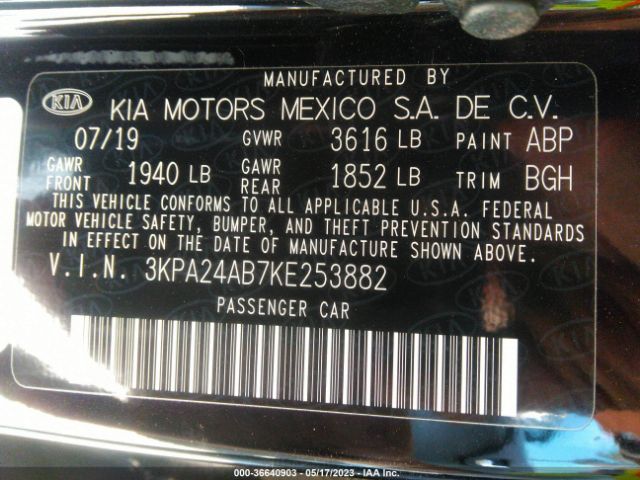 MANUFACTURED BY
KIA KIA MOTORS MEXICO S.A. DE C.V.
07/19 GVWR 3616 LB PAINT ABP
GAWR FRONT 1940 LB GAWR REAR 1852 LB TRIM BGH
THIS VEHICLE CONFORMS TO ALL APPLICABLE U.S.A. FEDERAL
MOTOR VEHICLE SAFETY, BUMPER, AND THEFT PREVENTION STANDARDS
IN EFFECT ON THE DATE OF MANUFACTURE SHOWN ABOVE.
V.I.N. 3KPA24AB7KE253882
PASSENGER CAR
000-36640903 - 05/17/2023 - IAA Inc.